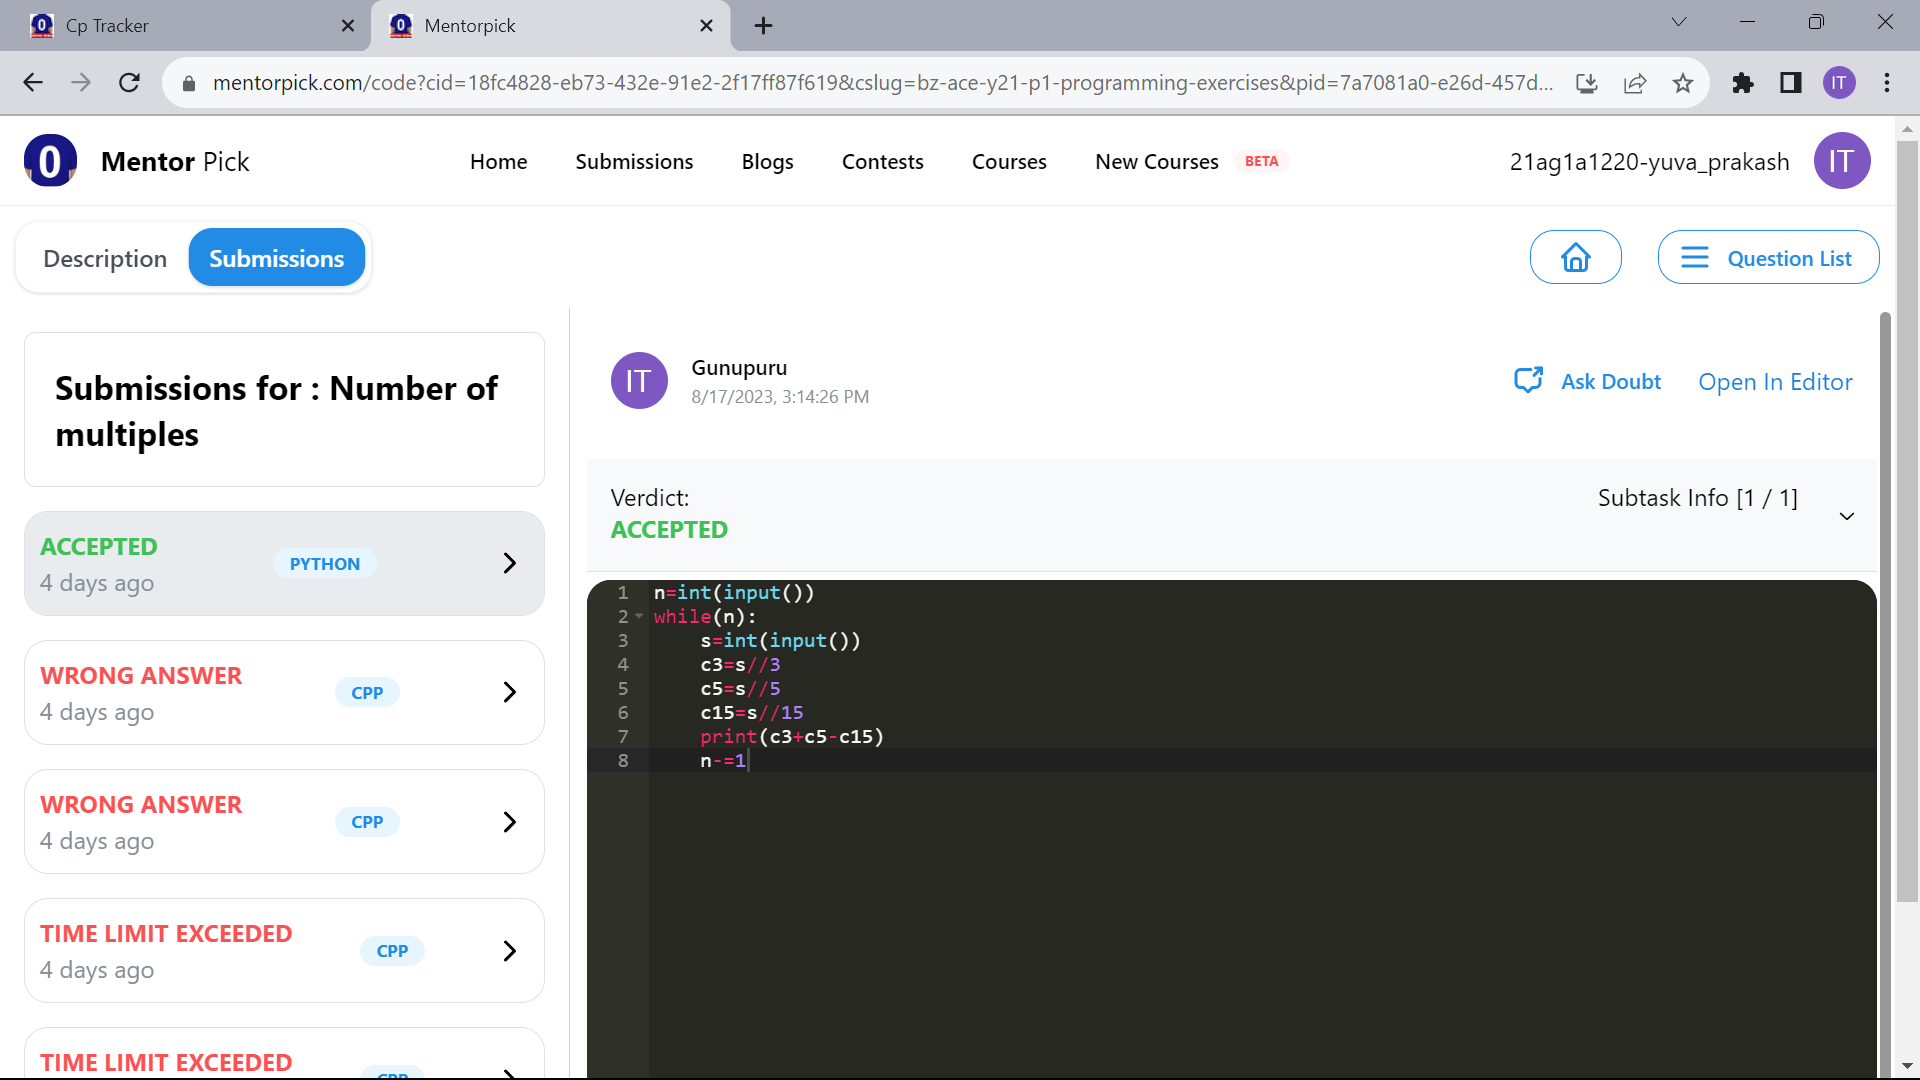 Cp Tracker
Mentorpick
mentorpick.com/code?cid=18fc4828-eb73-432e-91e2-2f17ff87f619&cslug=bz-ace-y21-p1-programming-exercises&pid=7a7081a0-e26d-457d...
IT
0
Mentor Pick
Home
Submissions
Blogs
Contests
Courses
New Courses
BETA
21ag1a1220-yuva_prakash
IT
Description
Submissions
Question List
Submissions for : Number of
multiples
ACCEPTED
4 days ago
PYTHON
WRONG ANSWER
4 days ago
CPP
WRONG ANSWER
4 days ago
CPP
TIME LIMIT EXCEEDED
4 days ago
CPP
TIME LIMIT EXCEEDED
CPP
IT
Gunupuru
8/17/2023, 3:14:26 PM
Ask Doubt
Open In Editor
Verdict:
ACCEPTED
Subtask Info [1 / 1]
1 n=int(input())
2 while(n):
3     s=int(input())
4     c3=s//3
5     c5=s//5
6     c15=s//15
7     print(c3+c5-c15)
8     n-=1